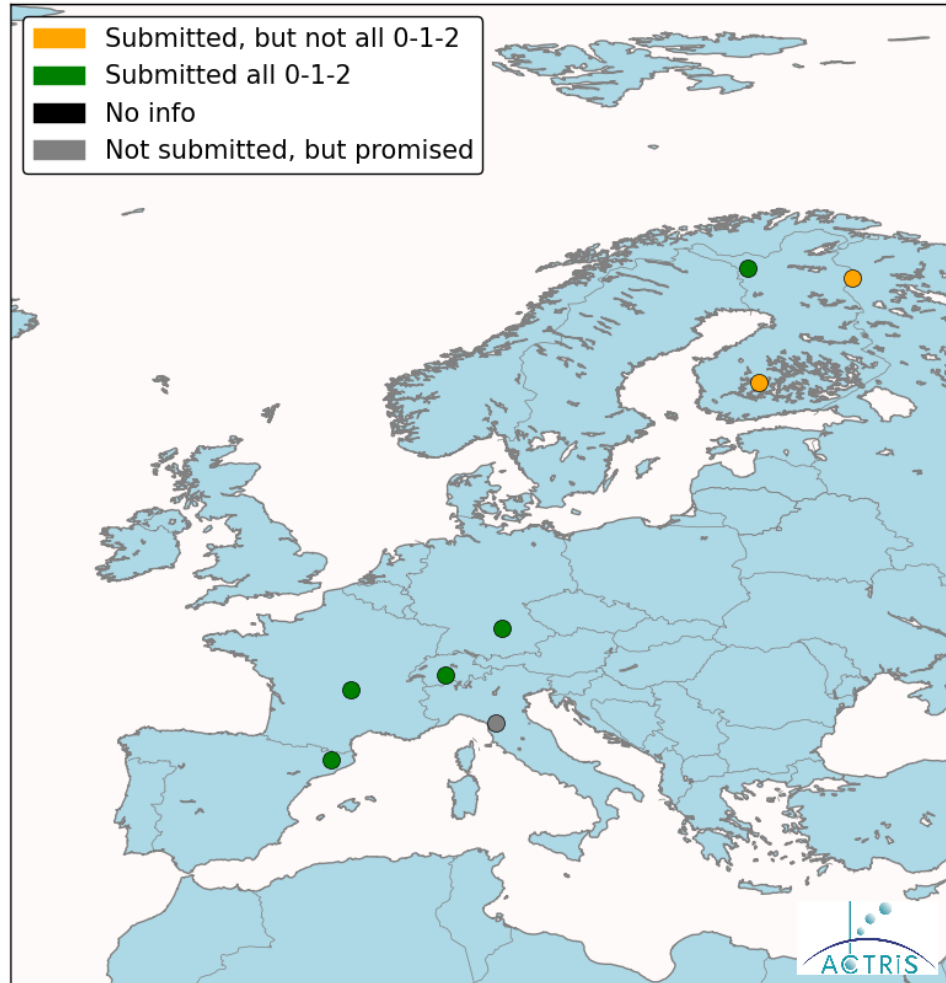 Submitted, but not all 0-1-2
Submitted all 0-1-2
No info
Not submitted, but promised
ACTRiS